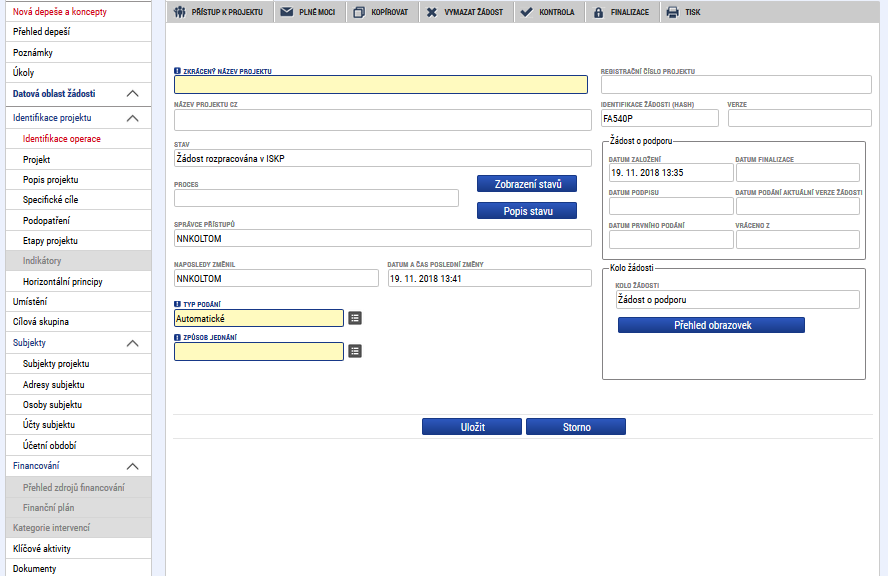 Nová depeše a koncepty
Přehled depeší
Poznámky
Úkoly
Datová oblast žádosti
Identifikace projektu
Identifikace operace
Projekt
Popis projektu
Specifické cíle
Podopatření
Etapy projektu
Indikátory
Horizontální principy
Umístění
Cílová skupina
Subjekty
Subjekty projektu
Adresy subjektu
Osoby subjektu
Účty subjektu
Účetní období
Financování
Přehled zdrojů financování
Finanční plán
Kategorie intervencí
Klíčové aktivity
Dokumenty
PŘÍSTUP K PROJEKTU PLNÉ MOCI KOPÍROVAT VYMAZAT ŽÁDOST KONTROLA FINALIZACE TISK
ZKRÁCENÝ NÁZEV PROJEKTU
NÁZEV PROJEKTU CZ
STAV
Žádost rozpracována v ISKP
PROCES
Zobrazení stavů
Popis stavu
SPRÁVCE PŘÍSTUPŮ
NNKOLTOM
NAPOSLEDY ZMĚNIL DATUM A ČAS POSLEDNÍ ZMĚNY
NNKOLTOM 19. 11. 2018 13:41
TYP PODÁNÍ
Automatické
ZPŮSOB JEDNÁNÍ
REGISTRAČNÍ ČÍSLO PROJEKTU
IDENTIFIKACE ŽÁDOSTI (HASH) VERZE
FA540P
Žádost o podporu
DATUM ZALOŽENÍ DATUM FINALIZACE
19. 11. 2018 13:35
DATUM PODPISU DATUM PODÁNÍ AKTUÁLNÍ VERZE ŽÁDOSTI
DATUM PRVNÍHO PODÁNÍ VRÁCENO Z
Kolo žádosti
KOLO ŽÁDOSTI
Žádost o podporu
Přehled obrazovek
Uložit Storno